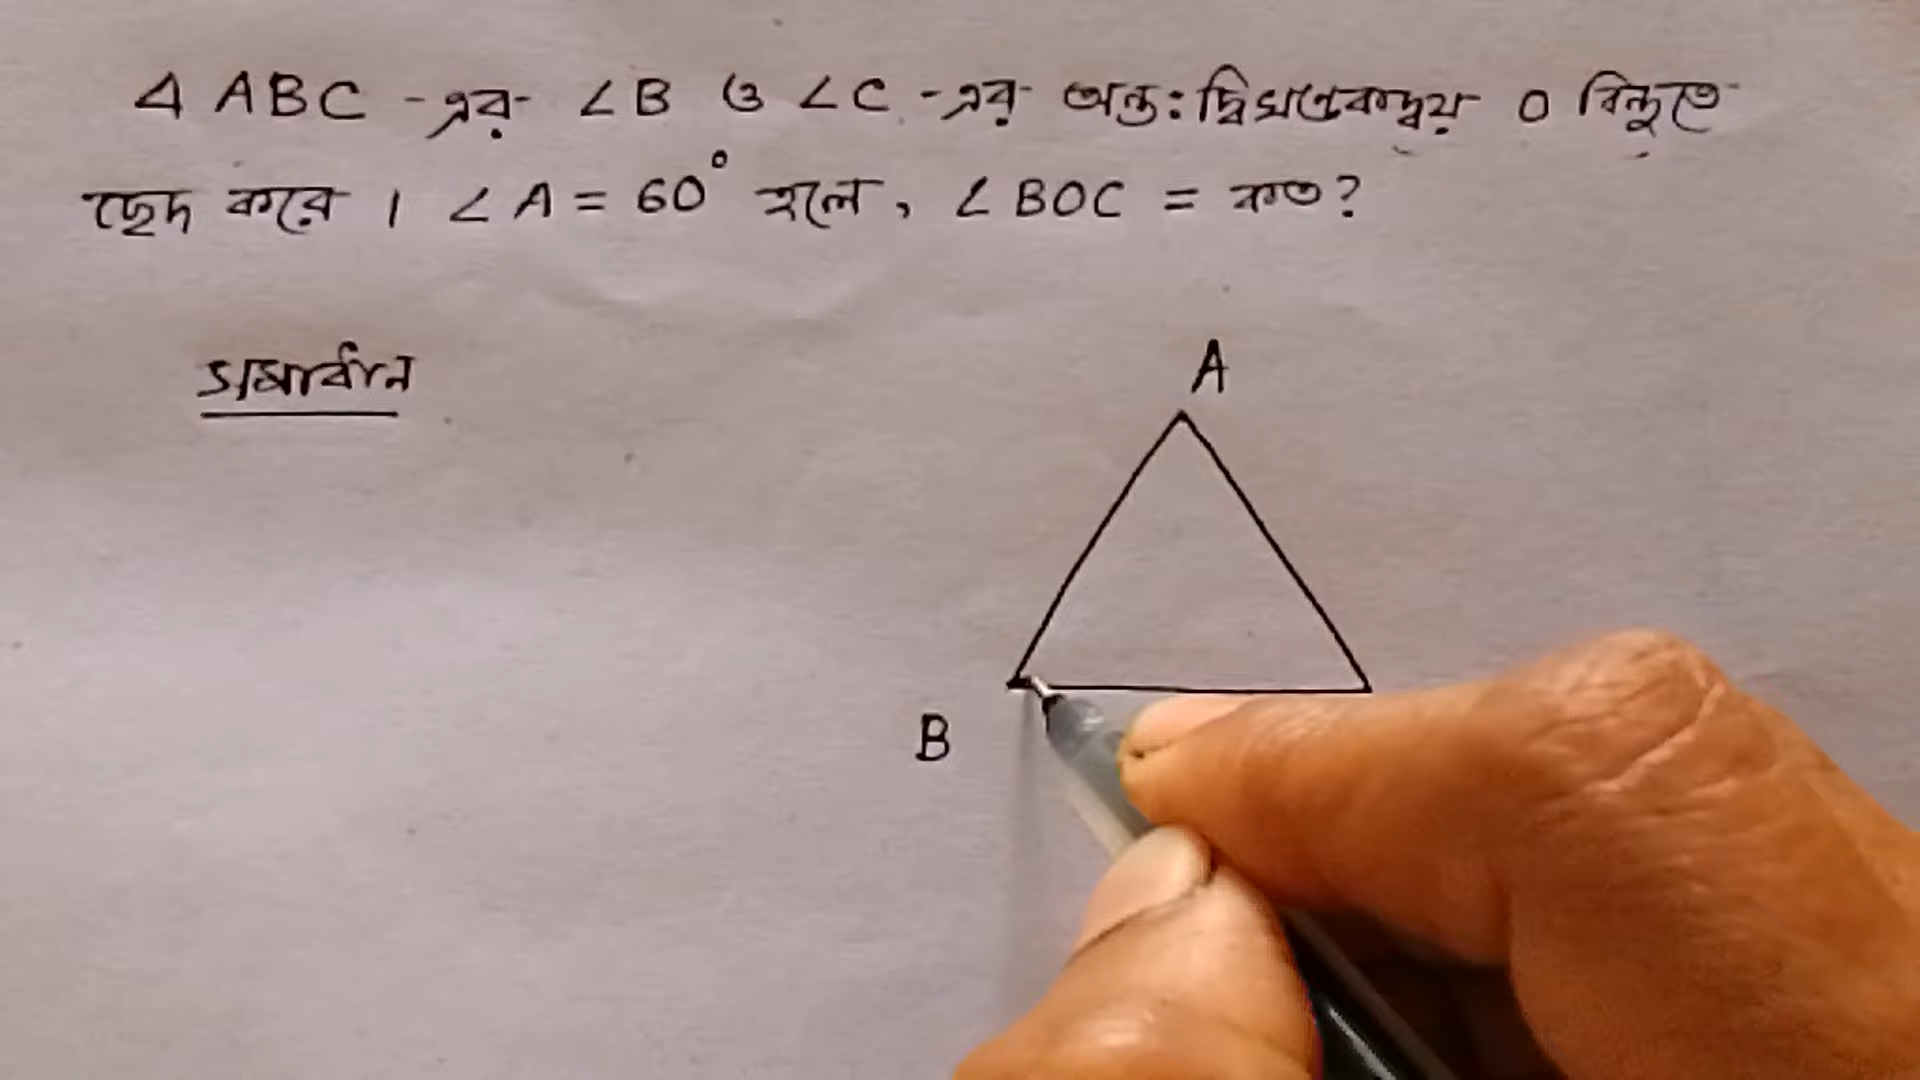 Δ ABC -এর ∠B ও ∠C -এর অন্ত:দ্বিখণ্ডকদ্বয় O বিন্দুতে
ছেদ করে । ∠A = 60° হলে, ∠BOC = কত?
সমাধান
A
B